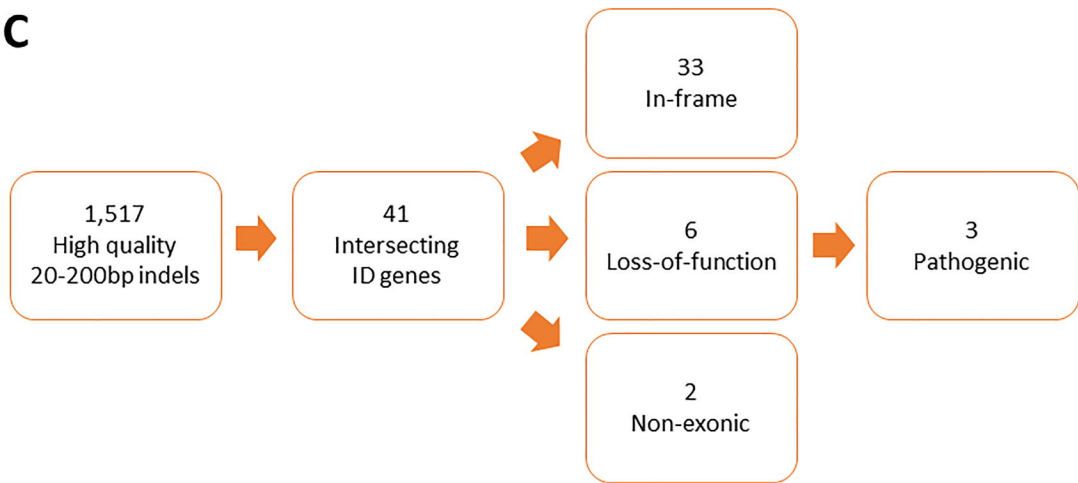 C
1,517
High quality
20-200bp indels
41
Intersecting
ID genes
33
In-frame
6
Loss-of-function
2
Non-exonic
3
Pathogenic